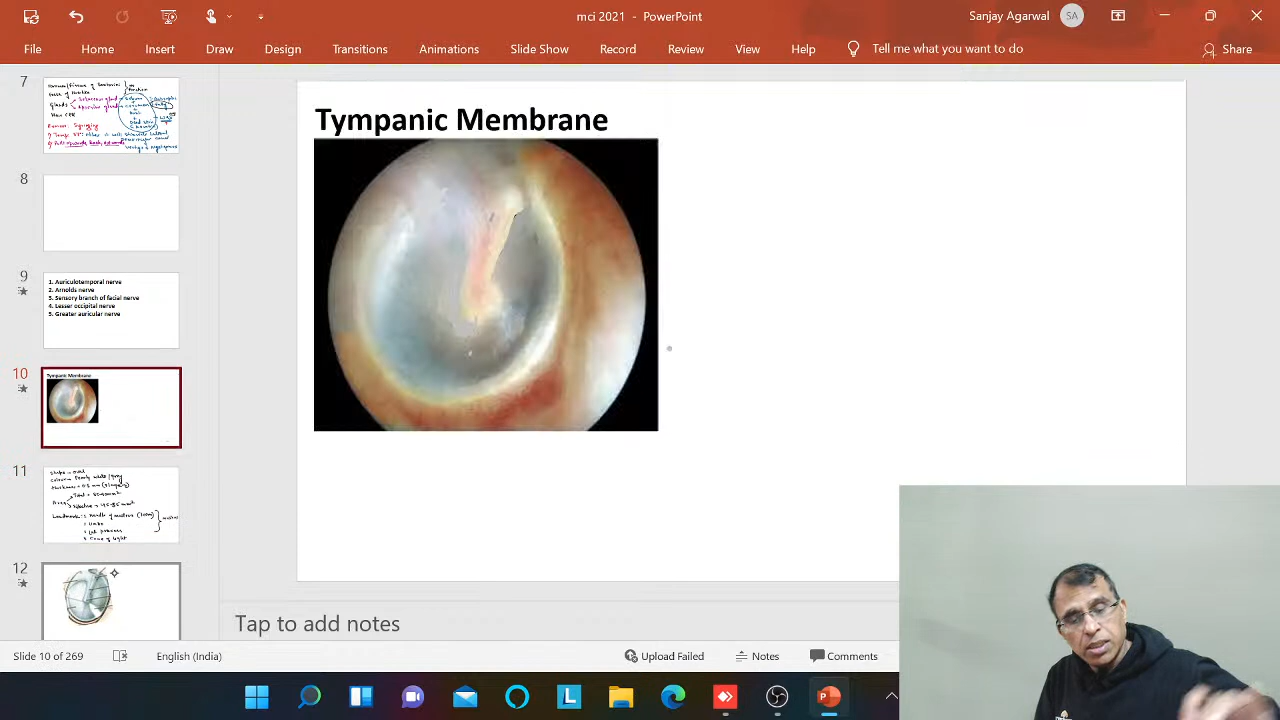 mci 2021 - PowerPoint
Sanjay Agarwal
SA
File
Home
Insert
Draw
Design
Transitions
Animations
Slide Show
Record
Review
View
Help
Tell me what you want to do
Share
7
8
9
1. Auriculotemporal nerve
2. Arnolds nerve
3. Sensory branch of facial nerve
4. Lesser occipital nerve
5. Greater auricular nerve
10
Tympanic Membrane
11
Shape = oval
12
Tympanic Membrane
Tap to add notes
Slide 10 of 269
English (India)
Upload Failed
Notes
Comments